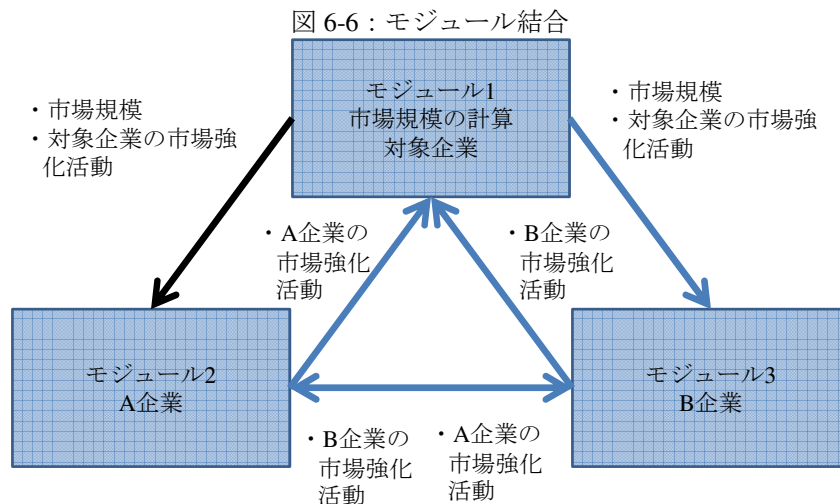 図 6-6：モジュール結合
モジュール1
市場規模の計算
対象企業
・市場規模
・対象企業の市場強
化活動
・市場規模
・対象企業の市場強
化活動
・A企業の
市場強化
活動
・B企業の
市場強化
活動
モジュール2
A企業
モジュール3
B企業
・B企業の
市場強化
活動
・A企業の
市場強化
活動